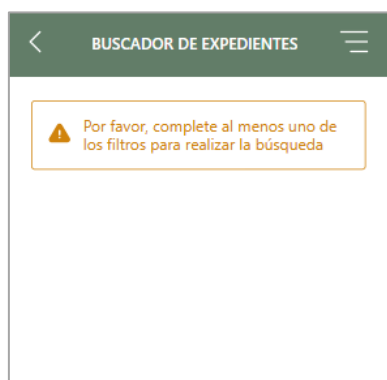 BUSCADOR DE EXPEDIENTES
Por favor, complete al menos uno de
los filtros para realizar la búsqueda